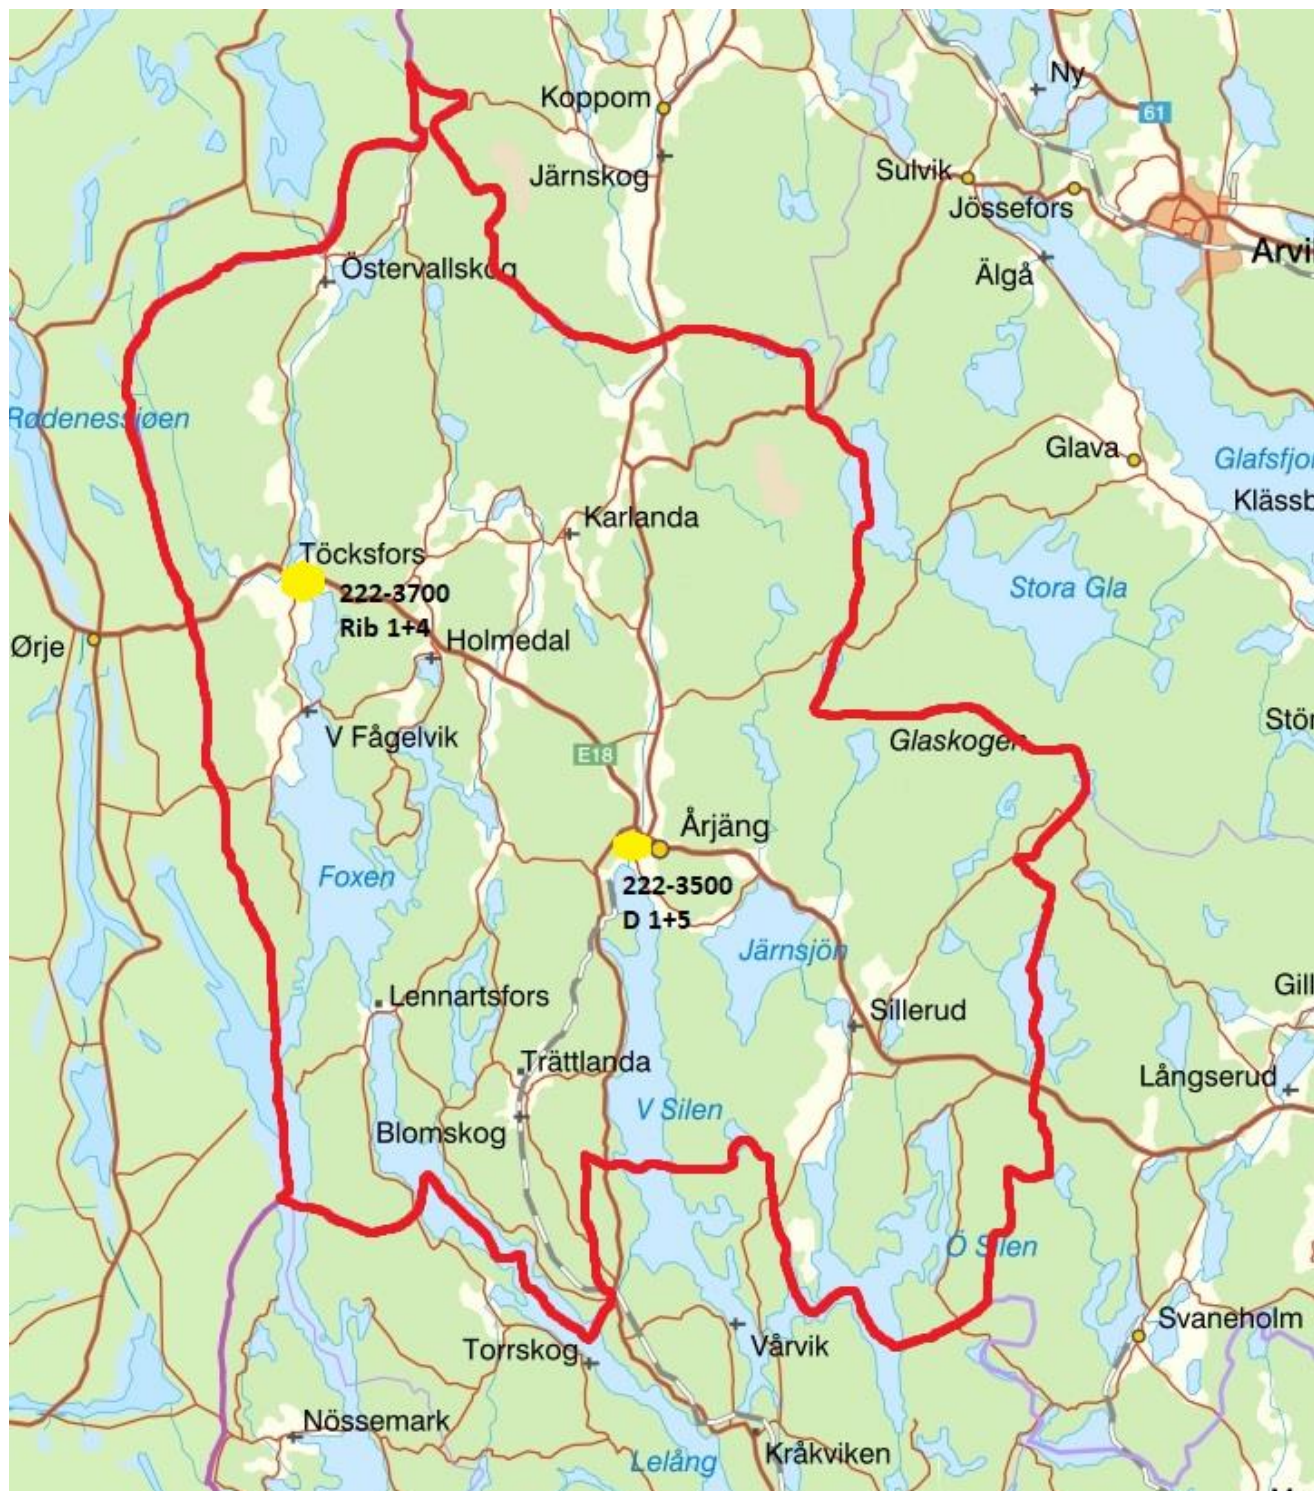 Ny
Koppom
61
Järnskog
Sulvik
Jössefors
Arvi
Östervallskog
Älgå
Rødenessjøen
Glava
Glafsfjor
Klässb
Karlanda
Töcksfors
222-3700
Rib 1+4
Stora Gla
Ørje
Holmedal
V Fågelvik
Stör
Glaskogen
E18
Årjäng
Foxen
222-3500
D 1+5
Järnsjön
Lennartsfors
Sillerud
Gill
Trättlanda
Långserud
V Silen
Blomskog
Ö Silen
Svaneholm
Torrskog
Vårvik
Nössemark
Kråkviken
Lelång